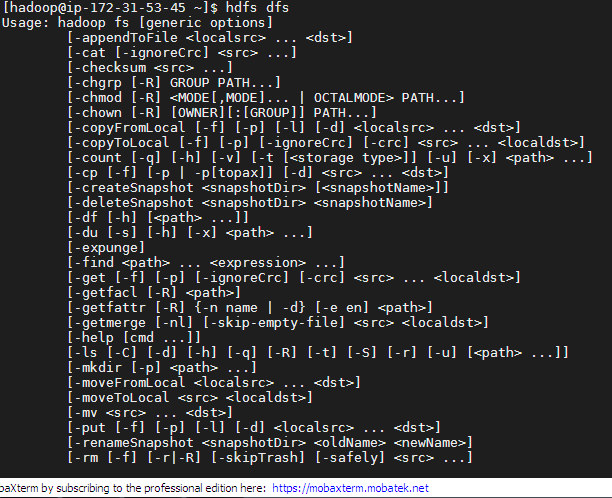 [hadoop@ip-172-31-53-45 ~]$ hdfs dfs
Usage: hadoop fs [generic options]
[-appendToFile <localsrc> ... <dst>]
[-cat [-ignoreCrc] <src> ...]
[-checksum <src> ...]
[-chgrp [-R] GROUP PATH...]
[-chmod [-R] <MODE[,MODE]... | OCTALMODE> PATH...]
[-chown [-R] [OWNER][:[GROUP]] PATH...]
[-copyFromLocal [-f] [-p] [-l] [-d] <localsrc> ... <dst>]
[-copyToLocal [-f] [-p] [-ignoreCrc] [-crc] <src> ... <localdst>]
[-count [-q] [-h] [-v] [-t [<storage type>]] [-u] [-x] <path> ...]
[-cp [-f] [-p | -p[topax]] [-d] <src> ... <dst>]
[-createSnapshot <snapshotDir> [<snapshotName>]]
[-deleteSnapshot <snapshotDir> <snapshotName>]
[-df [-h] [<path> ...]]
[-du [-s] [-h] [-x] <path> ...]
[-expunge]
[-find <path> ... <expression> ...]
[-get [-f] [-p] [-ignoreCrc] [-crc] <src> ... <localdst>]
[-getfacl [-R] <path>]
[-getfattr [-R] {-n name | -d} [-e en] <path>]
[-getmerge [-nl] [-skip-empty-file] <src> <localdst>]
[-help [cmd ...]]
[-ls [-C] [-d] [-h] [-q] [-R] [-t] [-S] [-r] [-u] [<path> ...]]
[-mkdir [-p] <path> ...]
[-moveFromLocal <localsrc> ... <dst>]
[-moveToLocal <src> <localdst>]
[-mv <src> ... <dst>]
[-put [-f] [-p] [-l] [-d] <localsrc> ... <dst>]
[-renameSnapshot <snapshotDir> <oldName> <newName>]
[-rm [-f] [-r|-R] [-skipTrash] [-safely] <src> ...]
baXterm by subscribing to the professional edition here: https://mobaxterm.mobatek.net